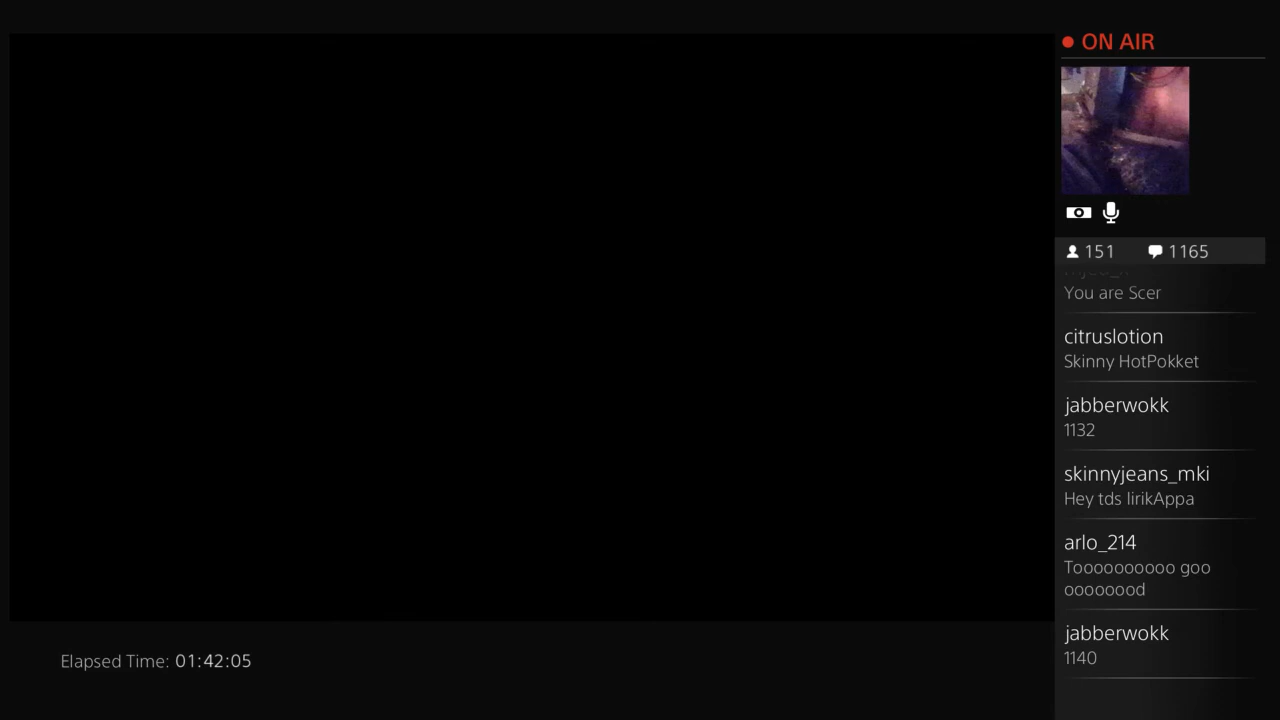 ON AIR
151 1165
You are Scer
citruslotion
Skinny HotPokket
jabberwokk
1132
skinnyjeans_mki
Hey tds lirikAppa
arlo_214
Toooooooooo goo
oooooood
jabberwokk
1140
Elapsed Time: 01:42:05